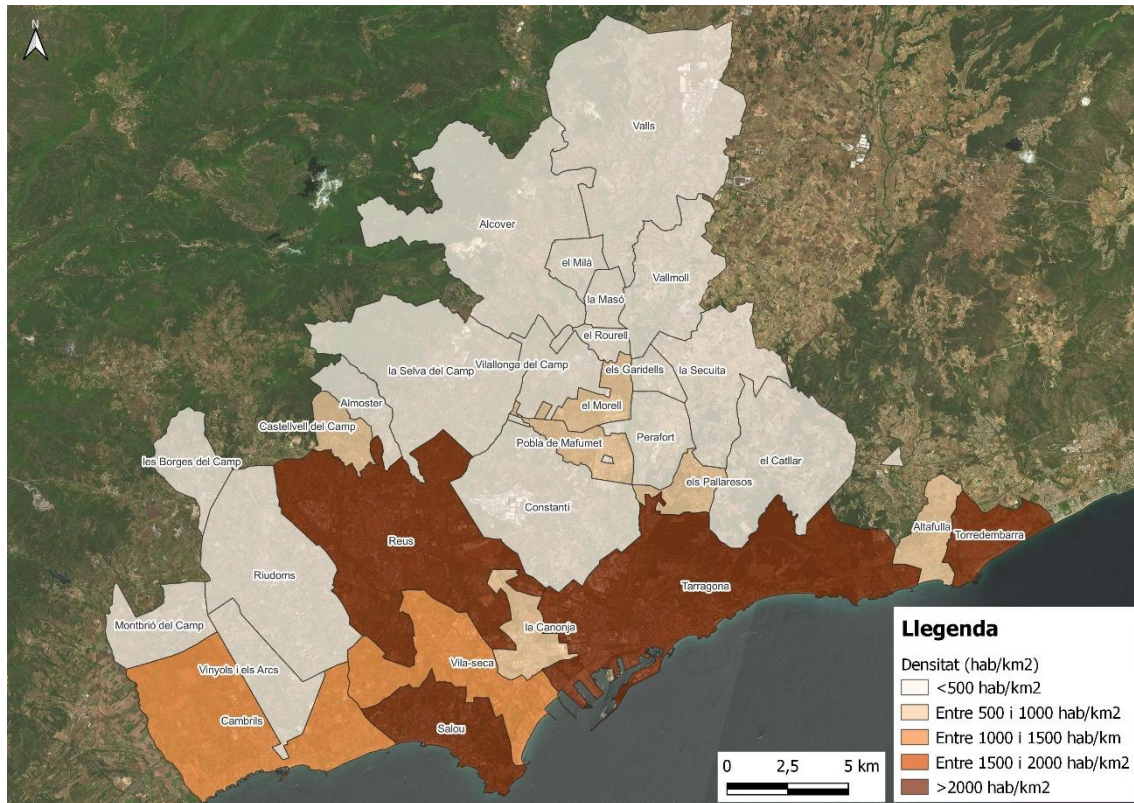 N
Valls
Alcover
el Milà
Vallmoll
la Masó
el Rourell
Vilallonga del Camp
els Garidells
la Secuita
la Selva del Camp
Almoster
el Morell
Castellvell del Camp
Pobla de Mafumet
Perafort
el Catllar
les Borges del Camp
els Pallaresos
Constantí
Altafulla
Torredembarra
Reus
Riudoms
Tarragona
Montbrió del Camp
la Canonja
Vinyols i els Arcs
Vila-seca
Cambrils
Salou
Llegenda
Densitat (hab/km2)
<500 hab/km2
Entre 500 i 1000 hab/km2
Entre 1000 i 1500 hab/km
Entre 1500 i 2000 hab/km2
>2000 hab/km2
0 2,5 5 km